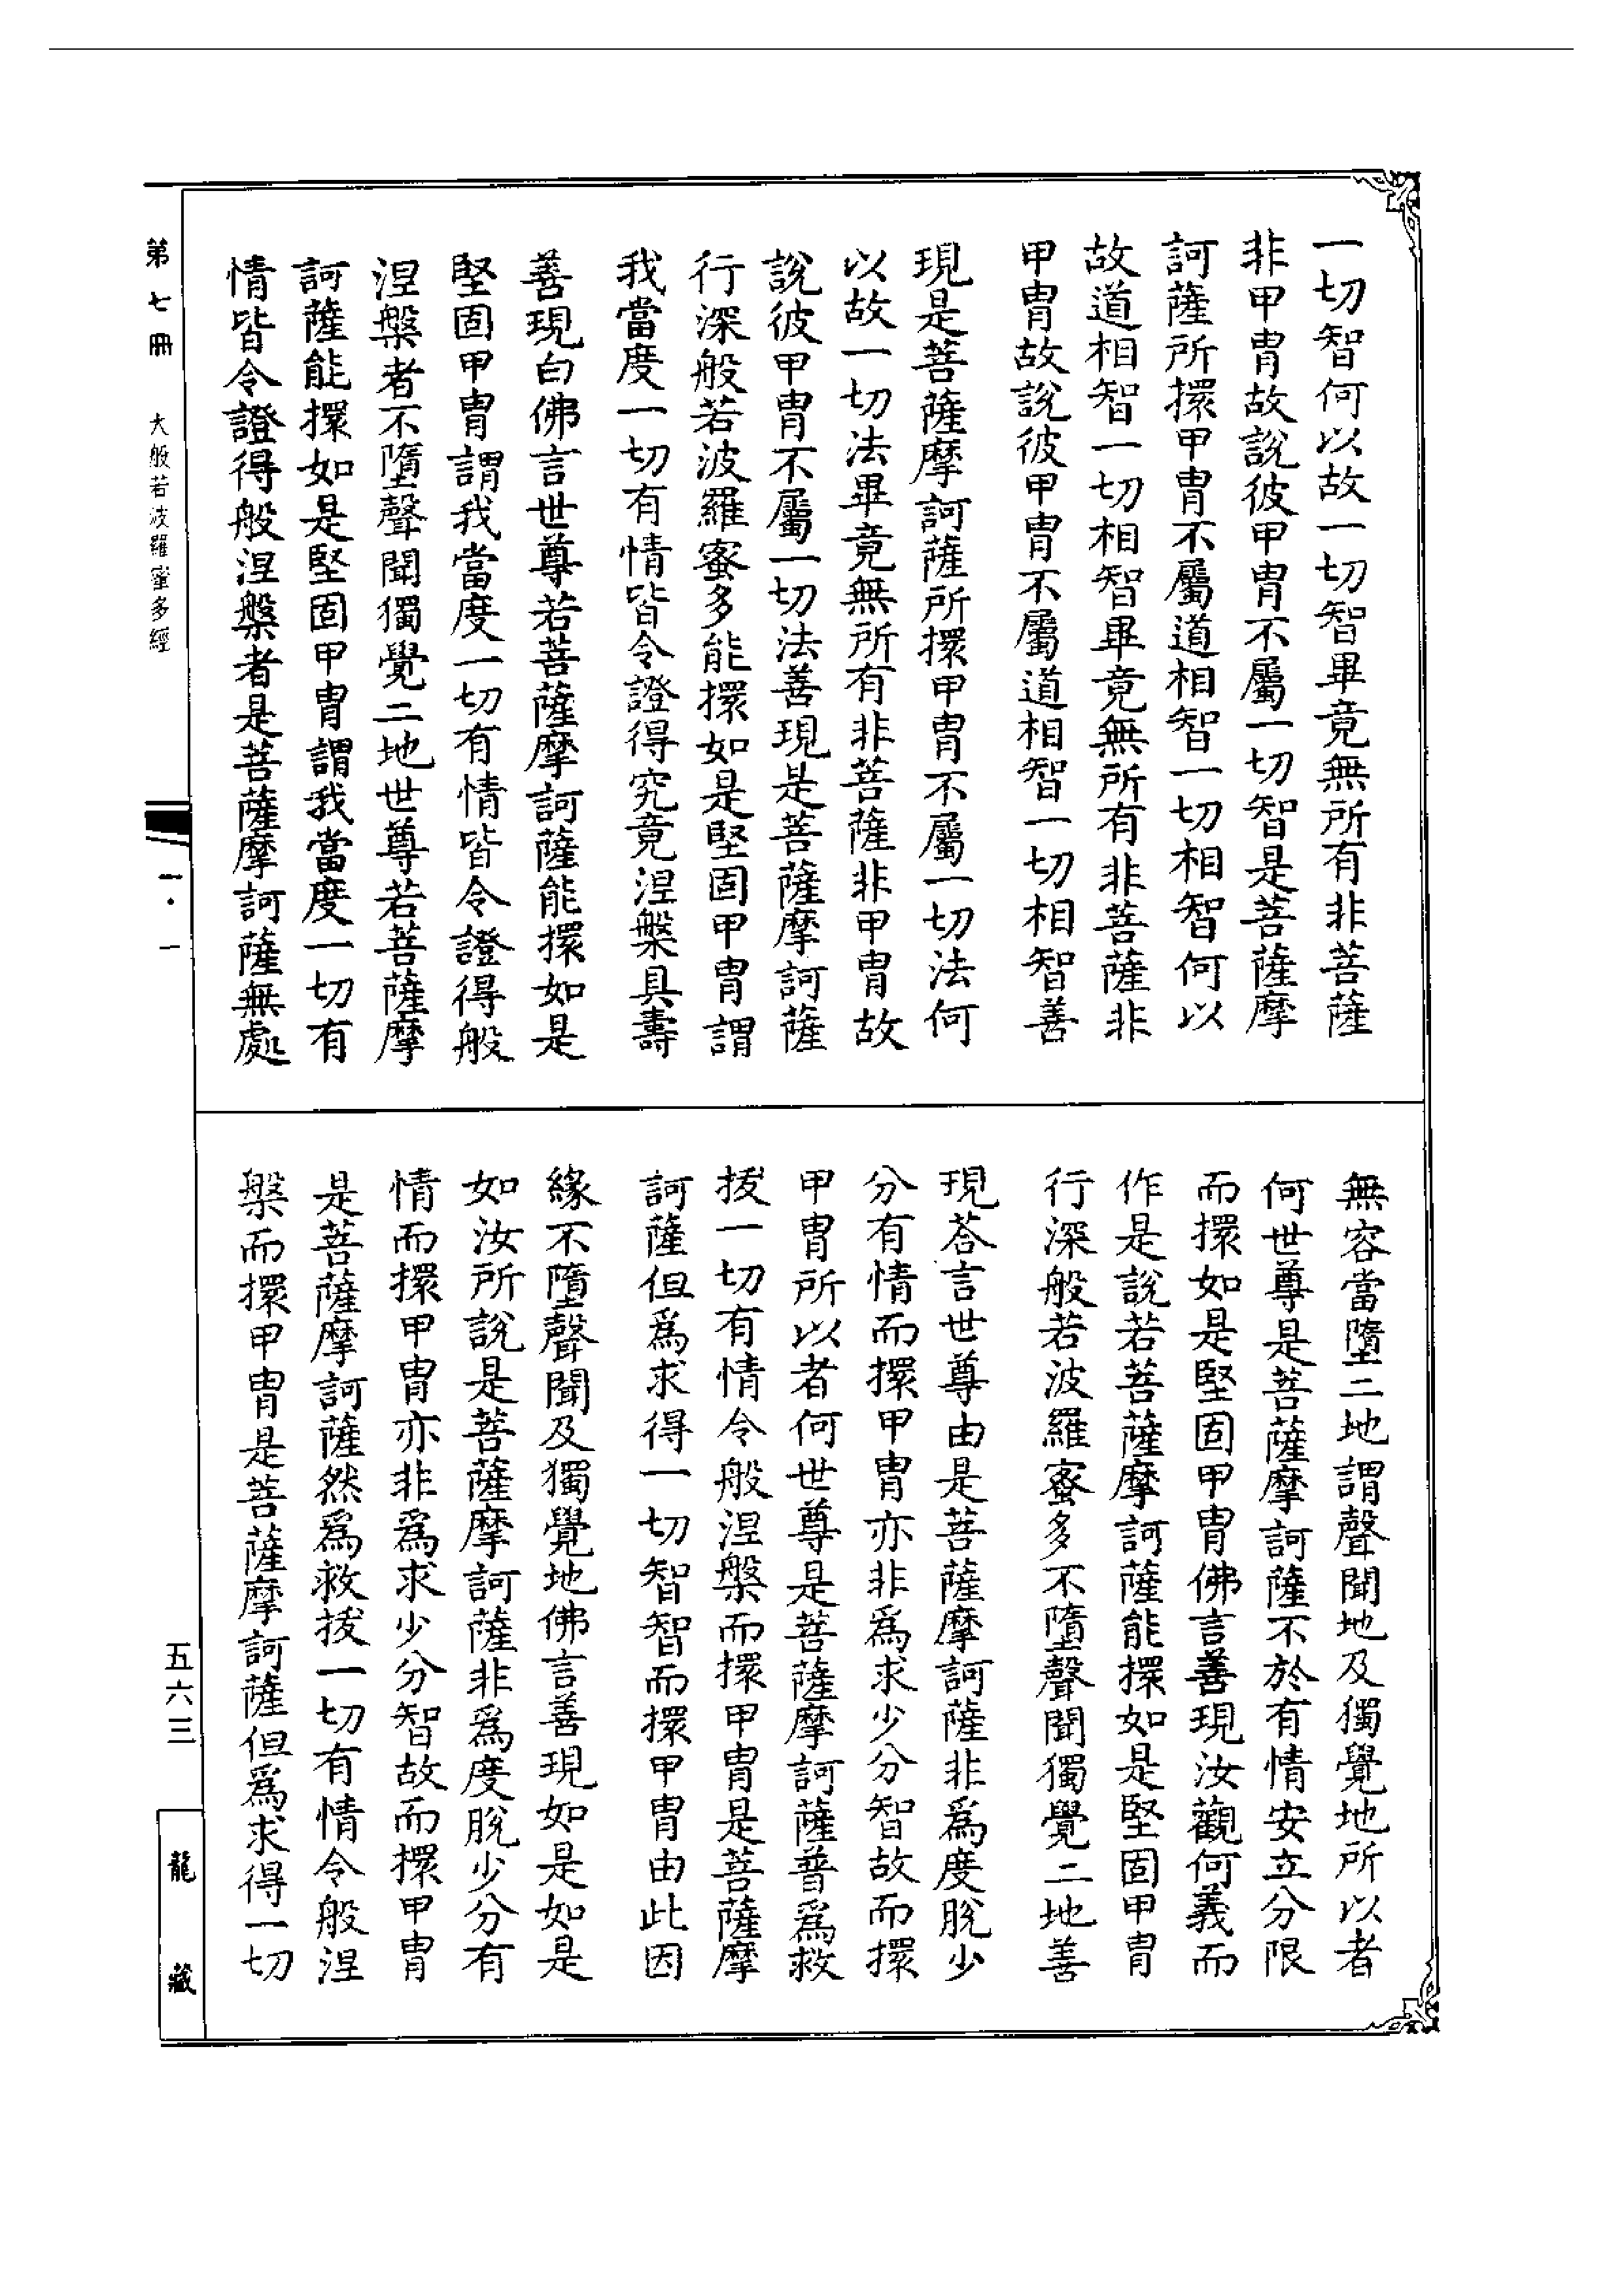 一切智何以故一切智畢竟無所有非菩薩
非甲冑故說彼甲冑不屬一切智是菩薩摩
訶薩所擐甲冑不屬道相智一切相智何以
故道相智一切相智畢竟無所有非菩薩非
甲冑故說彼甲冑不屬道相智一切相智善
現是菩薩摩訶薩所擐甲冑不屬一切法何
以故一切法畢竟無所有非菩薩非甲冑故
說彼甲冑不屬一切法善現是菩薩摩訶薩
行深般若波羅蜜多能擐如是堅固甲冑謂
我當度一切有情皆令證得究竟涅槃具壽
善現白佛言世尊若菩薩摩訶薩能擐如是
堅固甲冑謂我當度一切有情皆令證得般
涅槃者不墮聲聞獨覺二地世尊若菩薩摩
訶薩能擐如是堅固甲冑謂我當度一切有
情皆令證得般涅槃者是菩薩摩訶薩無處
無容當墮二地謂聲聞地及獨覺地所以者
何世尊是菩薩摩訶薩不於有情安立分限
而擐如是堅固甲冑佛言善現汝觀何義而
作是說若菩薩摩訶薩能擐如是堅固甲冑
行深般若波羅蜜多不墮聲聞獨覺二地善
現荅言世尊由是菩薩摩訶薩非爲度脫少
分有情而擐甲冑亦非爲求少分智故而擐
甲冑所以者何世尊是菩薩摩訶薩普爲救
拔一切有情令般涅槃而擐甲冑是菩薩摩
訶薩但爲求得一切智智而擐甲冑由此因
緣不墮聲聞及獨覺地佛言善現如是如是
如汝所說是菩薩摩訶薩非爲度脫少分有
情而擐甲冑亦非爲求少分智故而擐甲冑
是菩薩摩訶薩然爲救拔一切有情令般涅
槃而擐甲冑是菩薩摩訶薩但爲求得一切
第七冊 大般若波羅蜜多經
一·一
五六三
龍藏